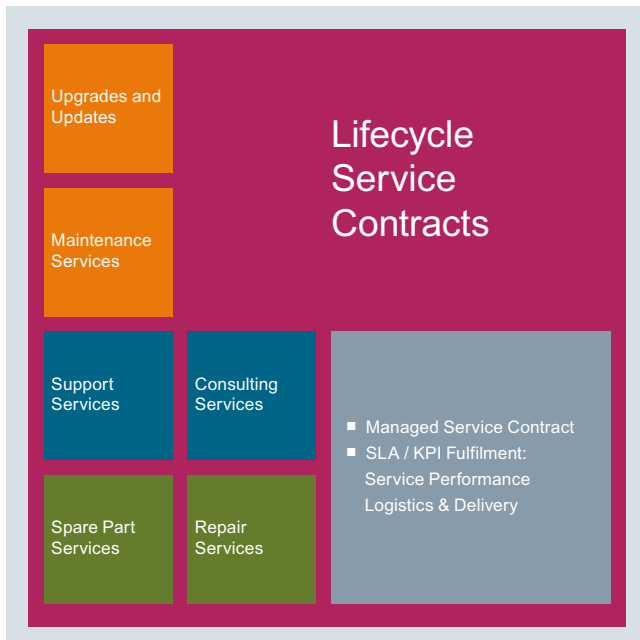 Upgrades and
Updates
Lifecycle
Service
Contracts
Maintenance
Services
Support
Services
Consulting
Services
■ Managed Service Contract
■ SLA / KPI Fulfilment:
Service Performance
Logistics & Delivery
Spare Part
Services
Repair
Services